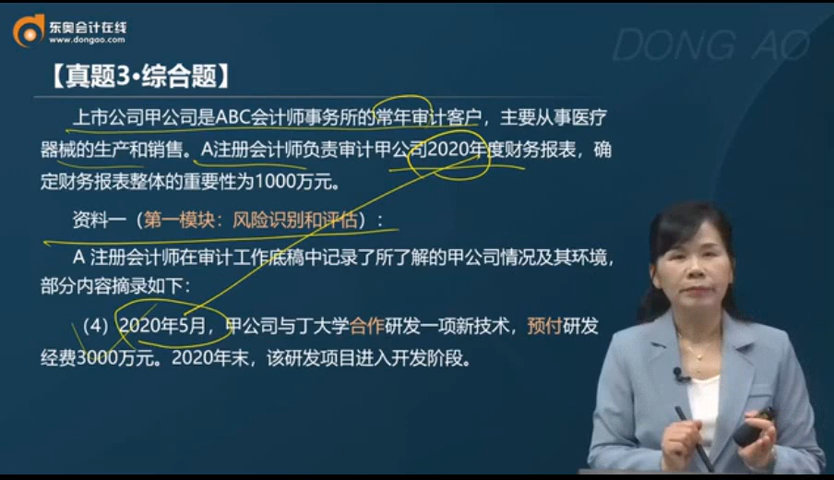 东奥会计在线
www.dongao.com
DONG AO
【真题3·综合题】
上市公司甲公司是ABC会计师事务所的常年审计客户，主要从事医疗
器械的生产和销售。A注册会计师负责审计甲公司2020年度财务报表，确
定财务报表整体的重要性为1000万元。
资料一（第一模块：风险识别和评估）：
A 注册会计师在审计工作底稿中记录了所了解的甲公司情况及其环境，
部分内容摘录如下：
（4）2020年5月，甲公司与丁大学合作研发一项新技术，预付研发
经费3000万元。2020年末，该研发项目进入开发阶段。
DONG AO